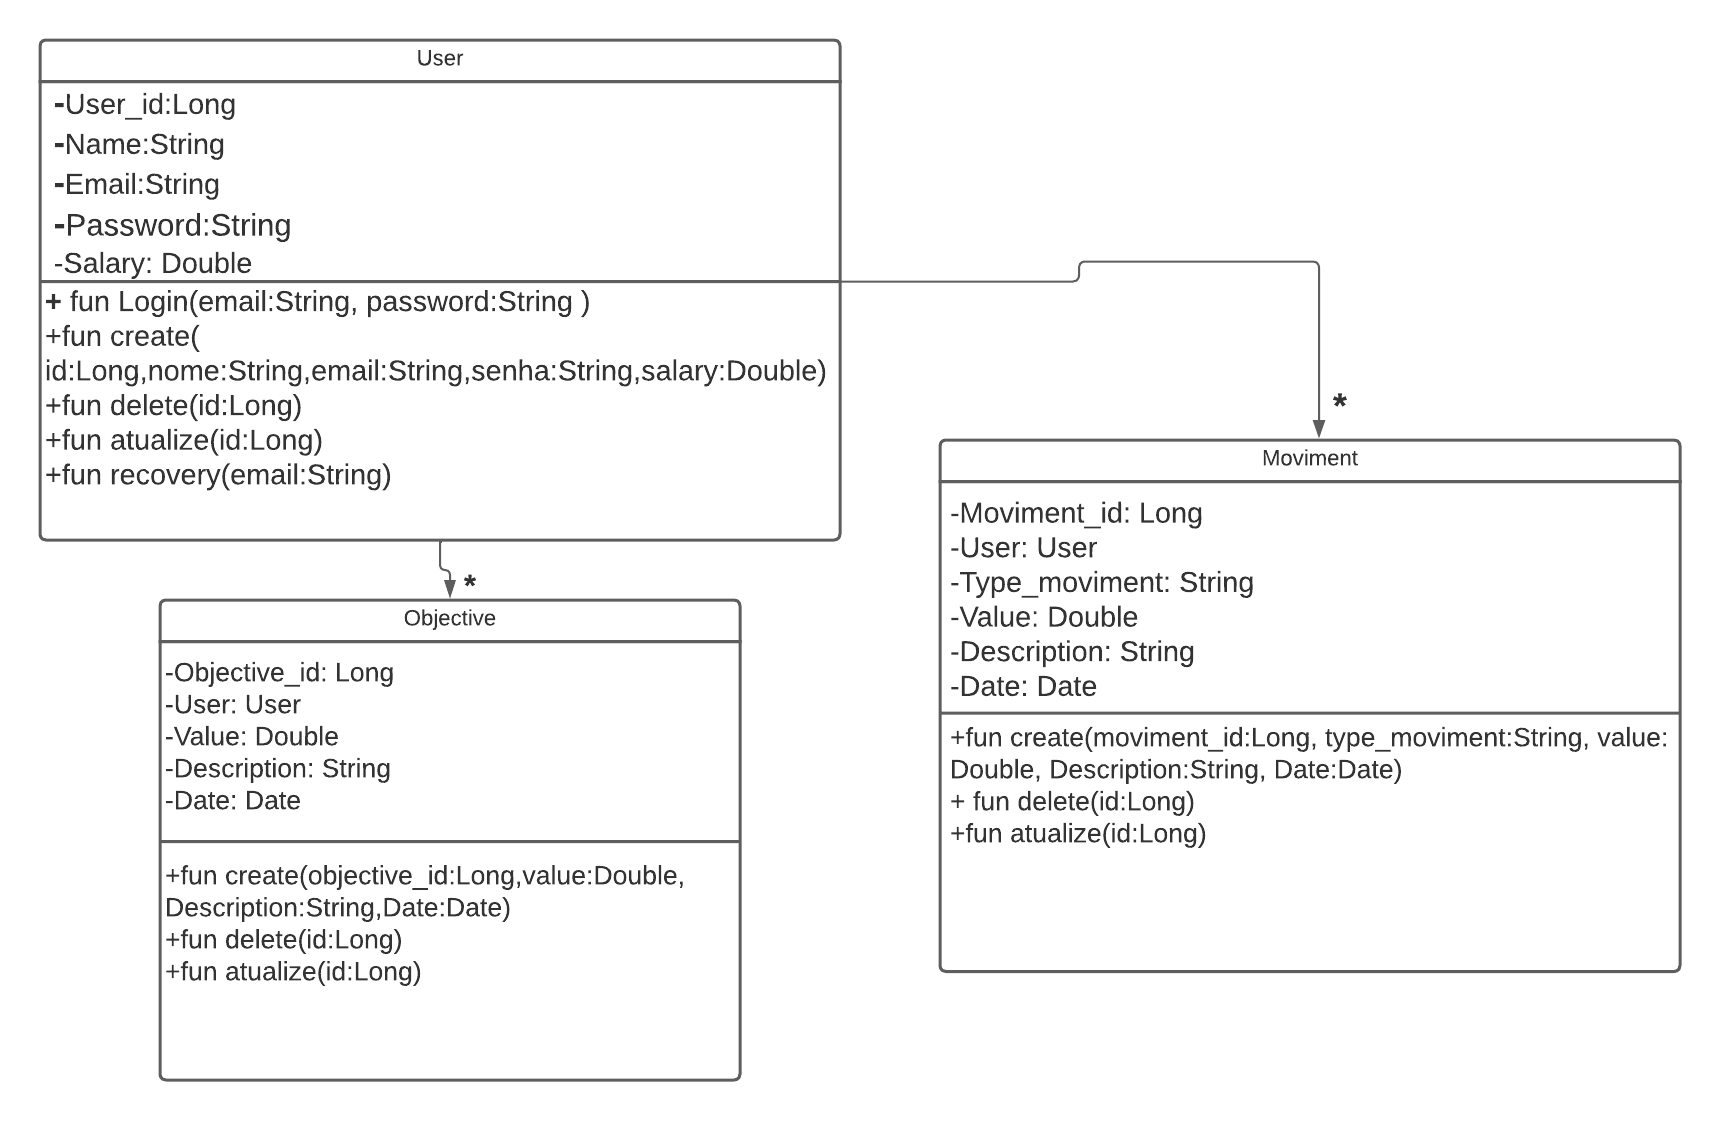 User
-User_id:Long
-Name:String
-Email:String
-Password:String
-Salary: Double
+ fun Login(email:String, password:String )
+fun create(
id:Long,nome:String,email:String,senha:String,salary:Double)
+fun delete(id:Long)
+fun atualize(id:Long)
+fun recovery(email:String)
*
Objective
-Objective_id: Long
-User: User
-Value: Double
-Description: String
-Date: Date
+fun create(objective_id:Long,value:Double,
Description:String,Date:Date)
+fun delete(id:Long)
+fun atualize(id:Long)
*
Moviment
-Moviment_id: Long
-User: User
-Type_moviment: String
-Value: Double
-Description: String
-Date: Date
+fun create(moviment_id:Long, type_moviment:String, value:
Double, Description:String, Date:Date)
+ fun delete(id:Long)
+fun atualize(id:Long)